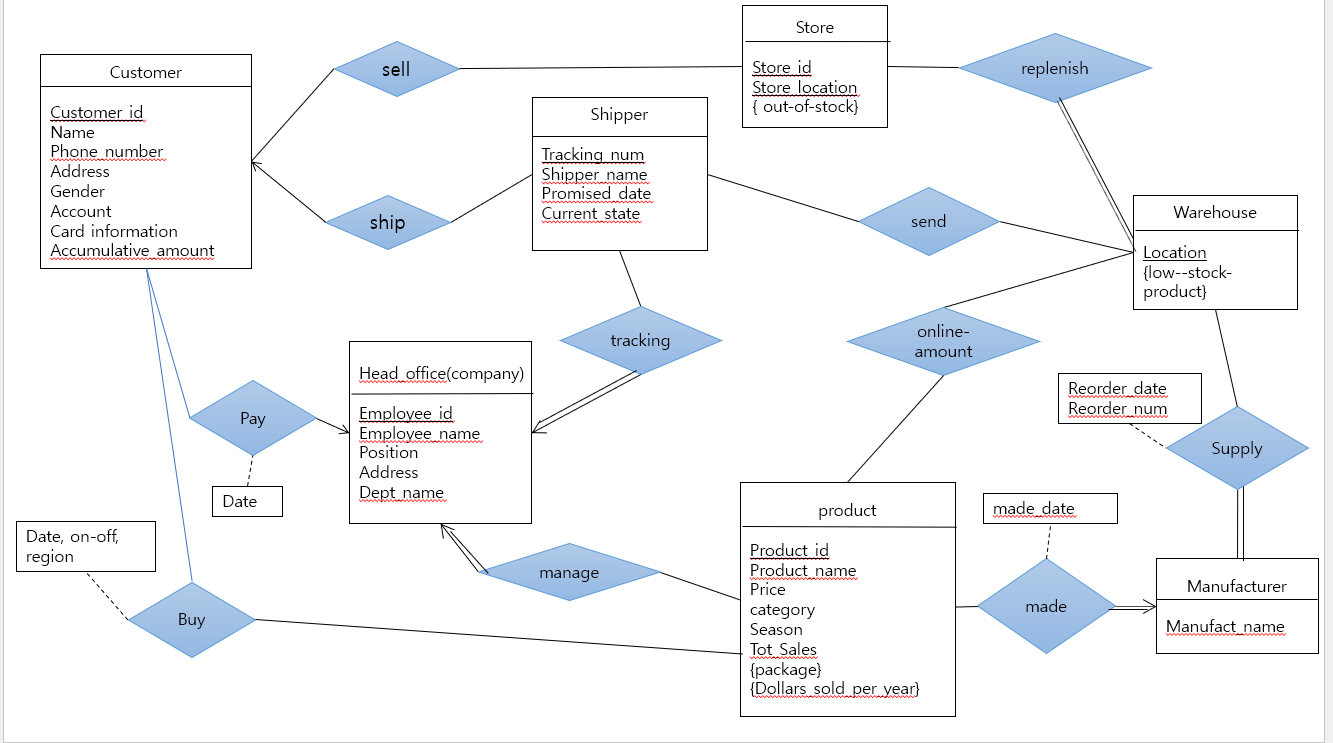 Customer
Customer_id
Name
Phone_number
Address
Gender
Account
Card information
Accumulative_amount
sell
Store
Store_id
Store_location
{ out-of-stock}
replenish
Shipper
Tracking_num
Shipper_name
Promised_date
Current_state
ship
send
Warehouse
Location
{low--stock-
product}
tracking
online-
amount
Head_office(company)
Employee_id
Employee_name
Position
Address
Dept_name
Pay
Date
Reorder_date
Reorder_num
Supply
Date, on-off,
region
Buy
manage
product
Product_id
Product_name
Price
category
Season
Tot_Sales
{package}
{Dollars_sold_per_year}
made_date
made
Manufacturer
Manufact_name